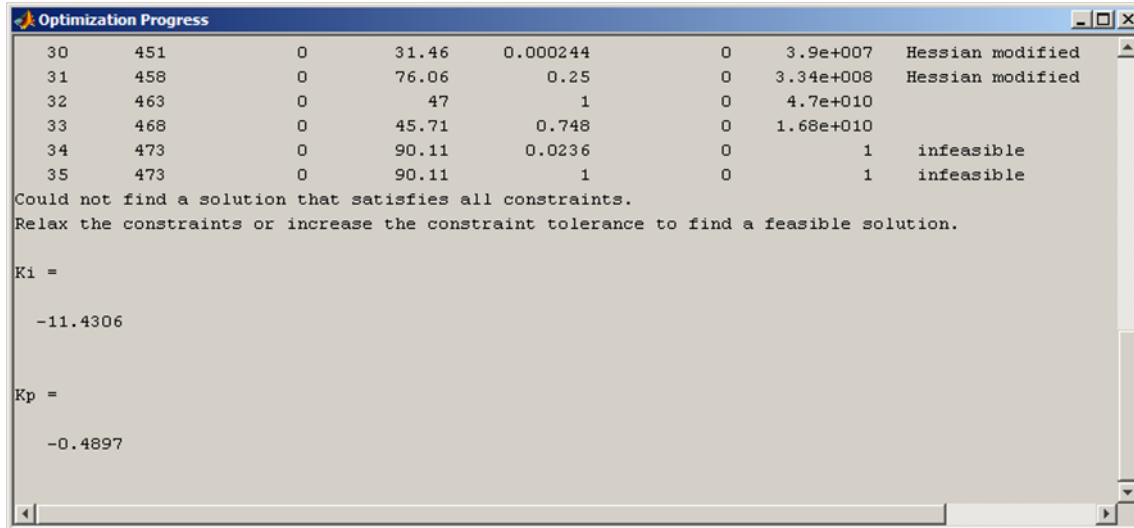 Optimization Progress
30 451 0 31.46 0.000244 0 3.9e+007 Hessian modified
31 458 0 76.06 0.25 0 3.34e+008 Hessian modified
32 463 0 47 1 0 4.7e+010
33 468 0 45.71 0.748 0 1.68e+010
34 473 0 90.11 0.0236 0 1 infeasible
35 473 0 90.11 1 0 1 infeasible
Could not find a solution that satisfies all constraints.
Relax the constraints or increase the constraint tolerance to find a feasible solution.
Ki =
-11.4306
Kp =
-0.4897